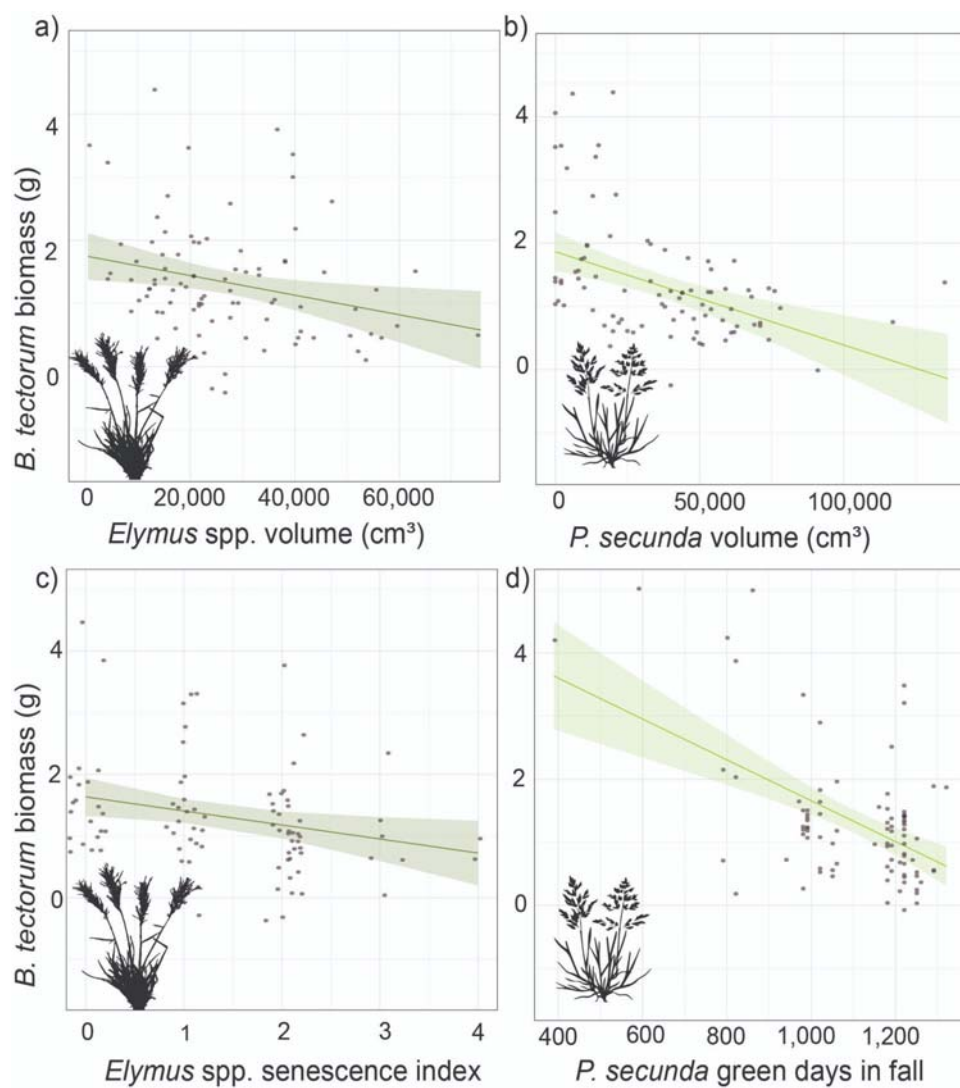 a)
b)
B. tectorum biomass (g)
4
2
0
4
2
0
0 20,000 40,000 60,000
0 50,000 100,000
Elymus spp. volume (cm³)
P. secunda volume (cm³)
c)
d)
B. tectorum biomass (g)
4
2
0
4
2
0
0 1 2 3 4
400 600 800 1,000 1,200
Elymus spp. senescence index
P. secunda green days in fall